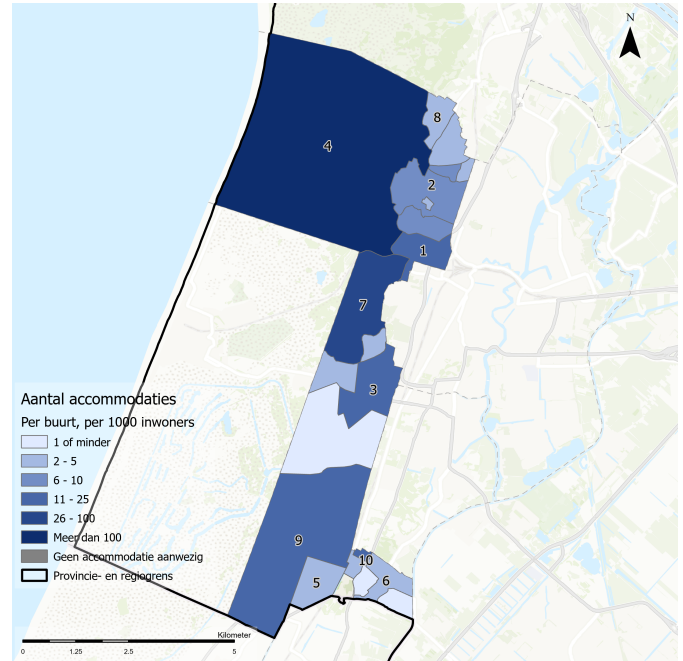 N
8
4
2
1
7
3
9
10
5
6
Aantal accommodaties
Per buurt, per 1000 inwoners
1 of minder
2 - 5
6 - 10
11 - 25
26 - 100
Meer dan 100
Geen accommodatie aanwezig
Provincie- en regiogrens
Kilometer
0 1.25 2.5 5